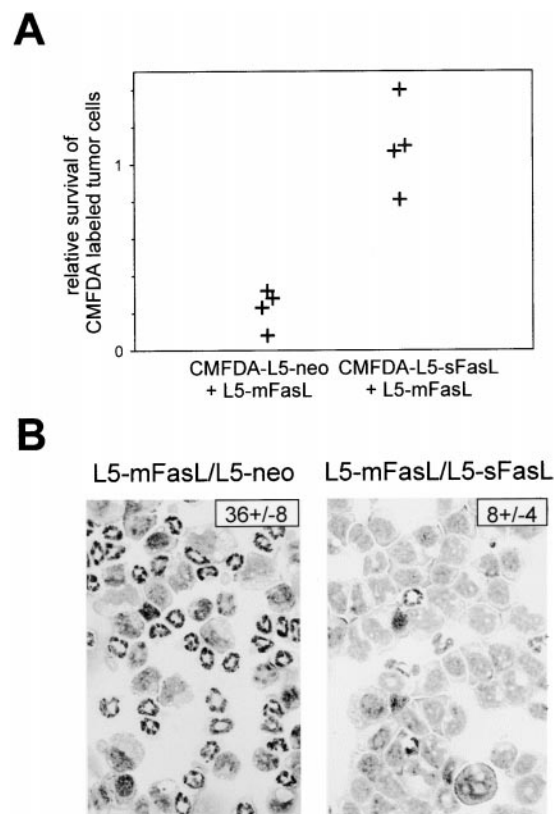 A
relative survival of
CMFDA labeled tumor cells
1
0
CMFDA-L5-neo
+ L5-mFasL
CMFDA-L5-sFasL
+ L5-mFasL
B
L5-mFasL/L5-neo
L5-mFasL/L5-sFasL
36+/-8
8+/-4